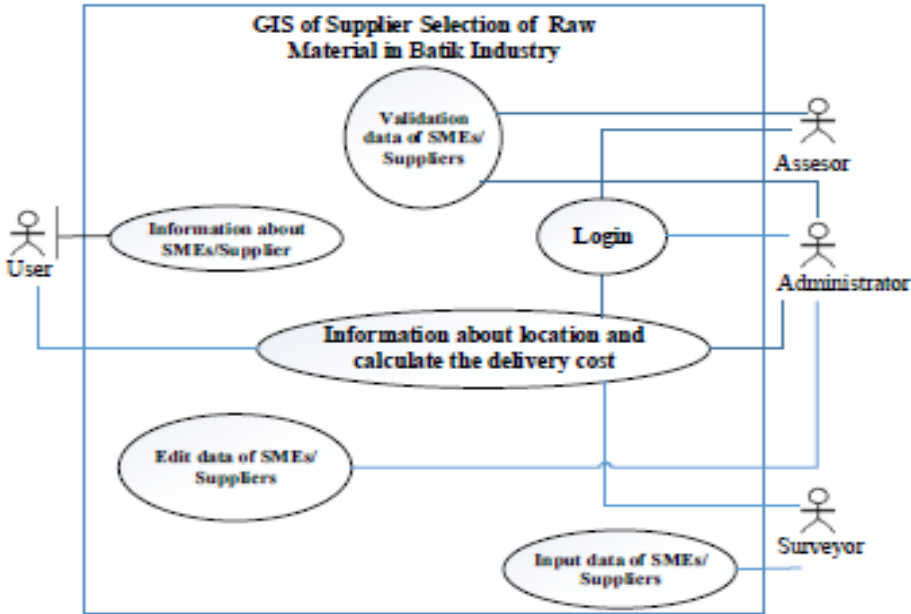 GIS of Supplier Selection of Raw
Material in Batik Industry
Validation
data of SMEs/
Suppliers
Assesor
Information about
SMEs/Supplier
Login
User
Administrator
Information about location and
calculate the delivery cost
Edit data of SMEs/
Suppliers
Surveyor
Input data of SMEs/
Suppliers